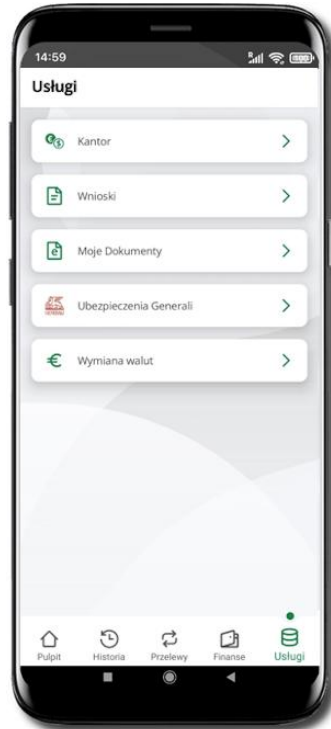 14:59
Usługi
Kantor
Wnioski
Moje Dokumenty
Ubezpieczenia Generali
Wymiana walut
Pulpit
Historia
Przelewy
Finanse
Usługi